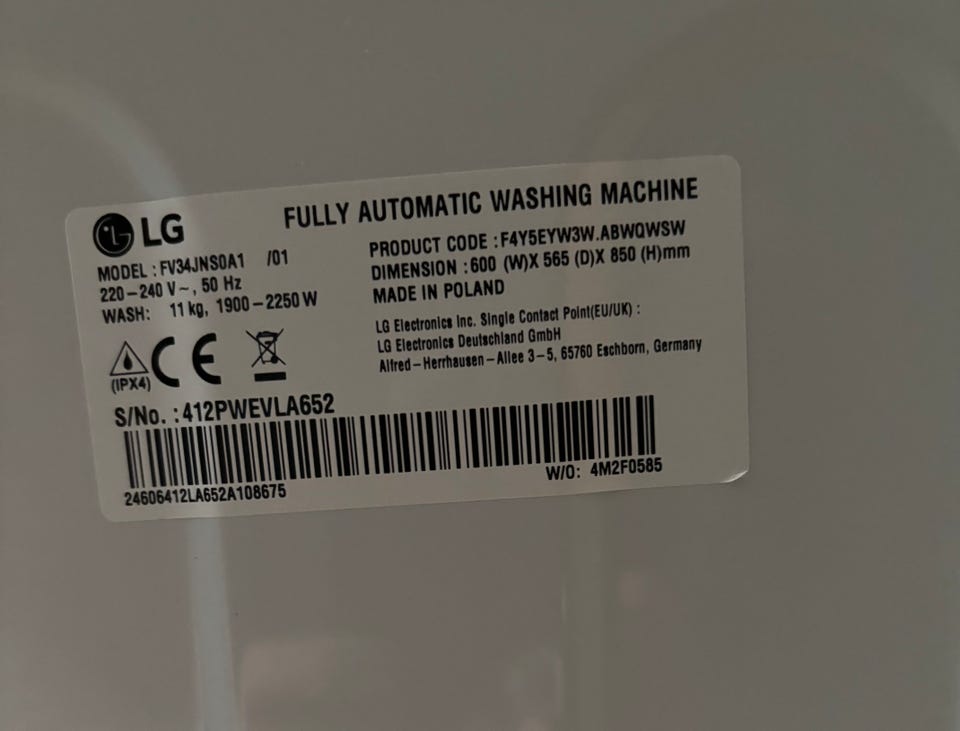 LG FULLY AUTOMATIC WASHING MACHINE
MODEL : FV34JNS0A1 /01
220-240 V~, 50 Hz
WASH: 11 kg, 1900-2250 W
PRODUCT CODE : F4Y5EYW3W.ABWQWSW
DIMENSION : 600 (W)X 565 (D)X 850 (H)mm
MADE IN POLAND
LG Electronics Inc. Single Contact Point(EU/UK) :
LG Electronics Deutschland GmbH
Alfred-Herrhausen-Allee 3-5, 65760 Eschborn, Germany
(IPX4) CE
S/No. : 412PWEVLA652
24606412LA652A108675
W/O: 4M2F0585